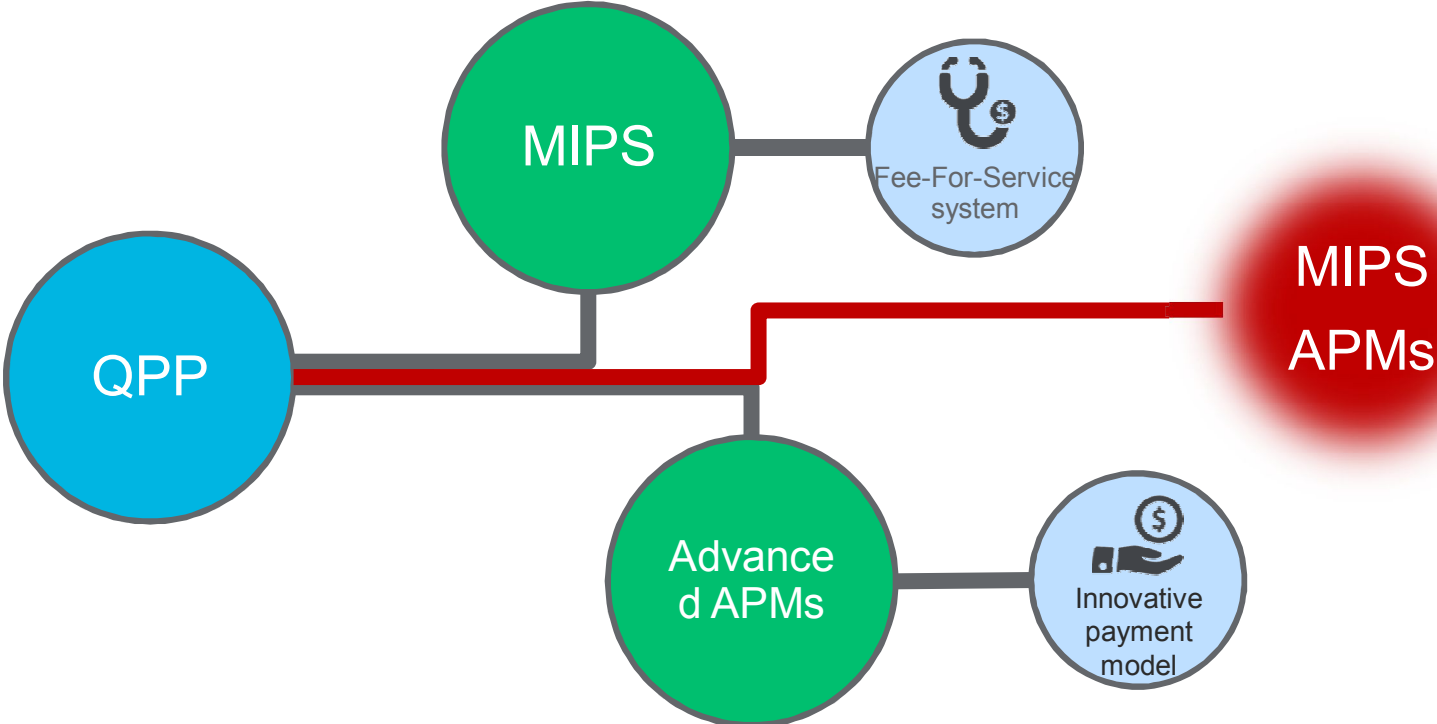 MIPS
Fee-For-Service
system
MIPS
APMs
QPP
Advance
d APMs
$
Innovative
payment
model